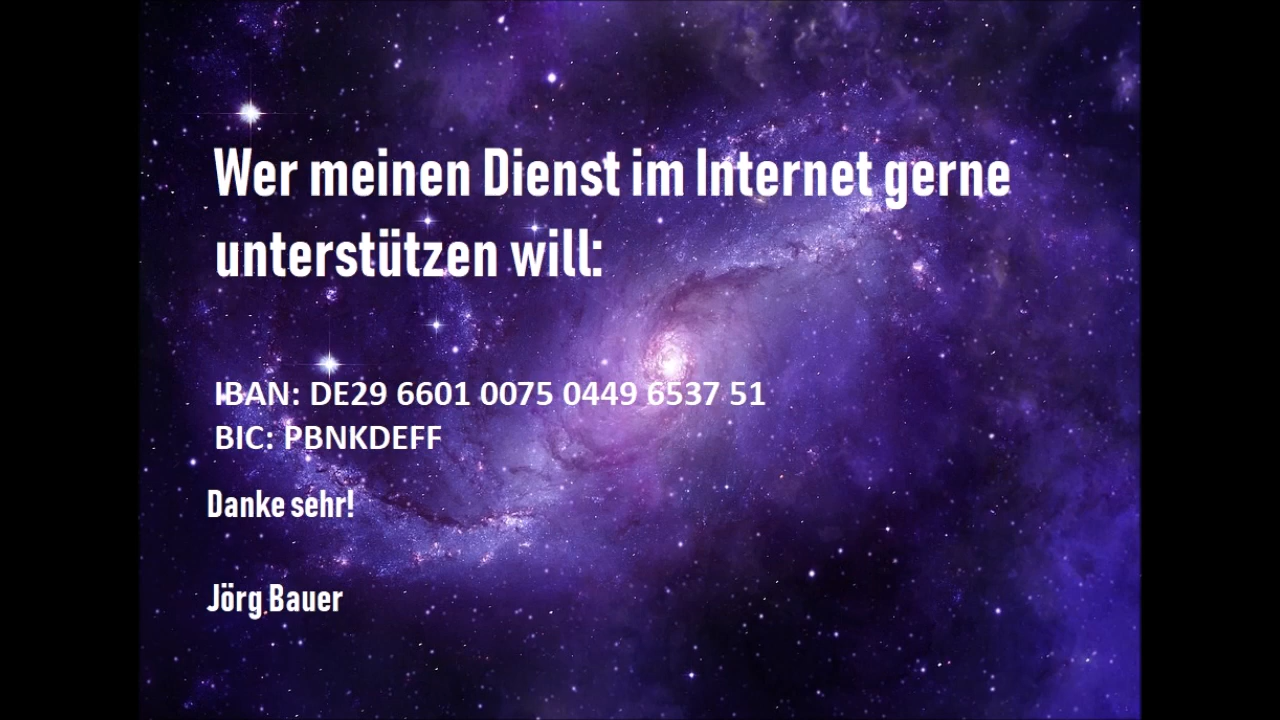 Wer meinen Dienst im Internet gerne
unterstützen will:
IBAN: DE29 6601 0075 0449 6537 51
BIC: PBNKDEFF
Danke sehr!
Jörg Bauer